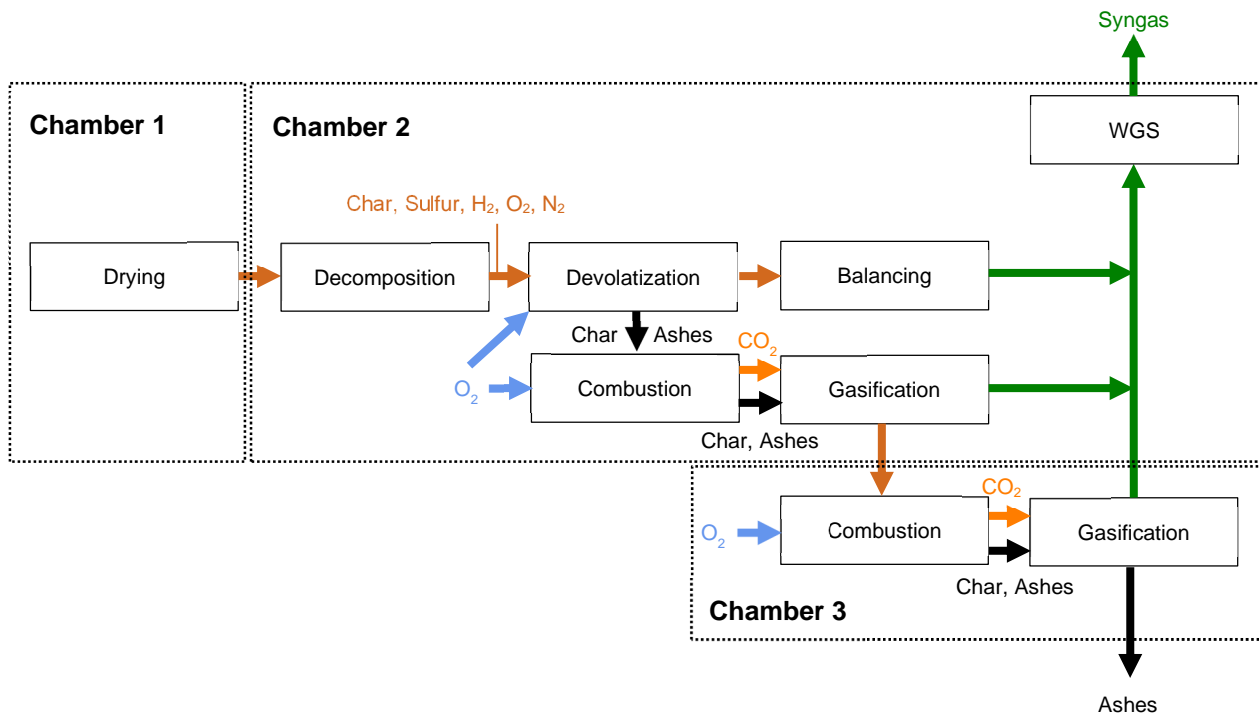 Syngas
Chamber 1
Chamber 2
WGS
Char, Sulfur, H₂, O₂, N₂
Drying
Decomposition
Devolatization
Balancing
Char Ashes
CO₂
O₂
Combustion
Gasification
Char, Ashes
CO₂
O₂
Combustion
Gasification
Char, Ashes
Chamber 3
Ashes